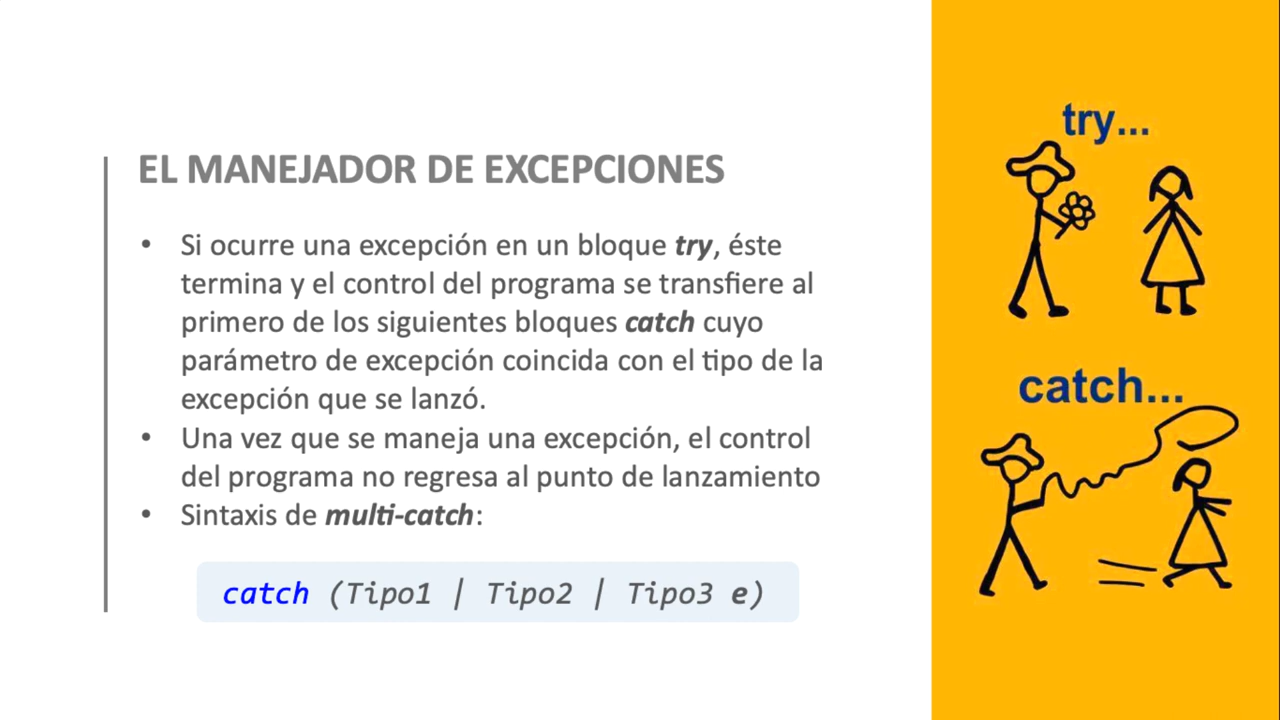 EL MANEJADOR DE EXCEPCIONES
• Si ocurre una excepción en un bloque try, éste
termina y el control del programa se transfiere al
primero de los siguientes bloques catch cuyo
parámetro de excepción coincida con el tipo de la
excepción que se lanzó.
• Una vez que se maneja una excepción, el control
del programa no regresa al punto de lanzamiento
• Sintaxis de multi-catch:
catch (Tipo1 | Tipo2 | Tipo3 e)
try...
catch...